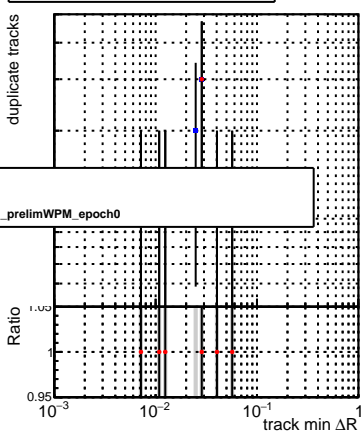 duplicate tracks
_prelimWPM_epoch0
1.05
Ratio
1
0.95
10−3
10−2
10−1
1
track min ΔR